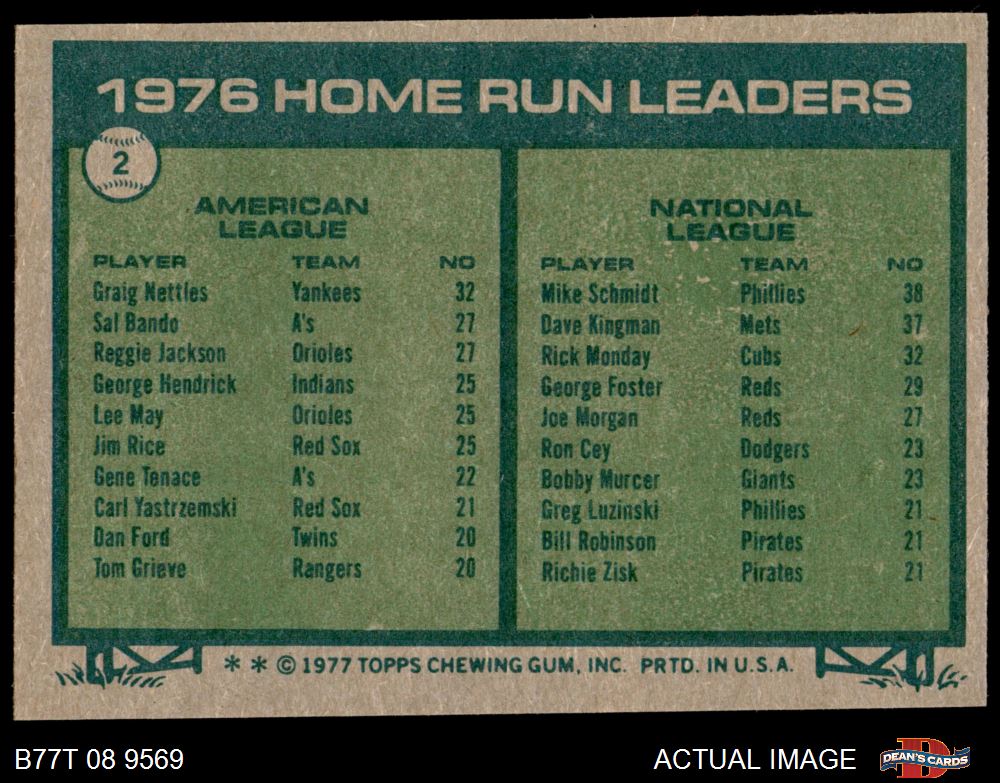 1976 HOME RUN LEADERS
2
AMERICAN
LEAGUE
PLAYER TEAM NO
Graig Nettles Yankees 32
Sal Bando A's 27
Reggie Jackson Orioles 27
George Hendrick Indians 25
Lee May Orioles 25
Jim Rice Red Sox 25
Gene Tenace A's 22
Carl Yastrzemski Red Sox 21
Dan Ford Twins 20
Tom Grieve Rangers 20
NATIONAL
LEAGUE
PLAYER TEAM NO
Mike Schmidt Phillies 38
Dave Kingman Mets 37
Rick Monday Cubs 32
George Foster Reds 29
Joe Morgan Reds 27
Ron Cey Dodgers 23
Bobby Murcer Giants 23
Greg Luzinski Phillies 21
Bill Robinson Pirates 21
Richie Zisk Pirates 21
* * © 1977 TOPPS CHEWING GUM, INC. PRTD. IN U.S.A.
B77T 08 9569
ACTUAL IMAGE
D
DEAN'S CARDS